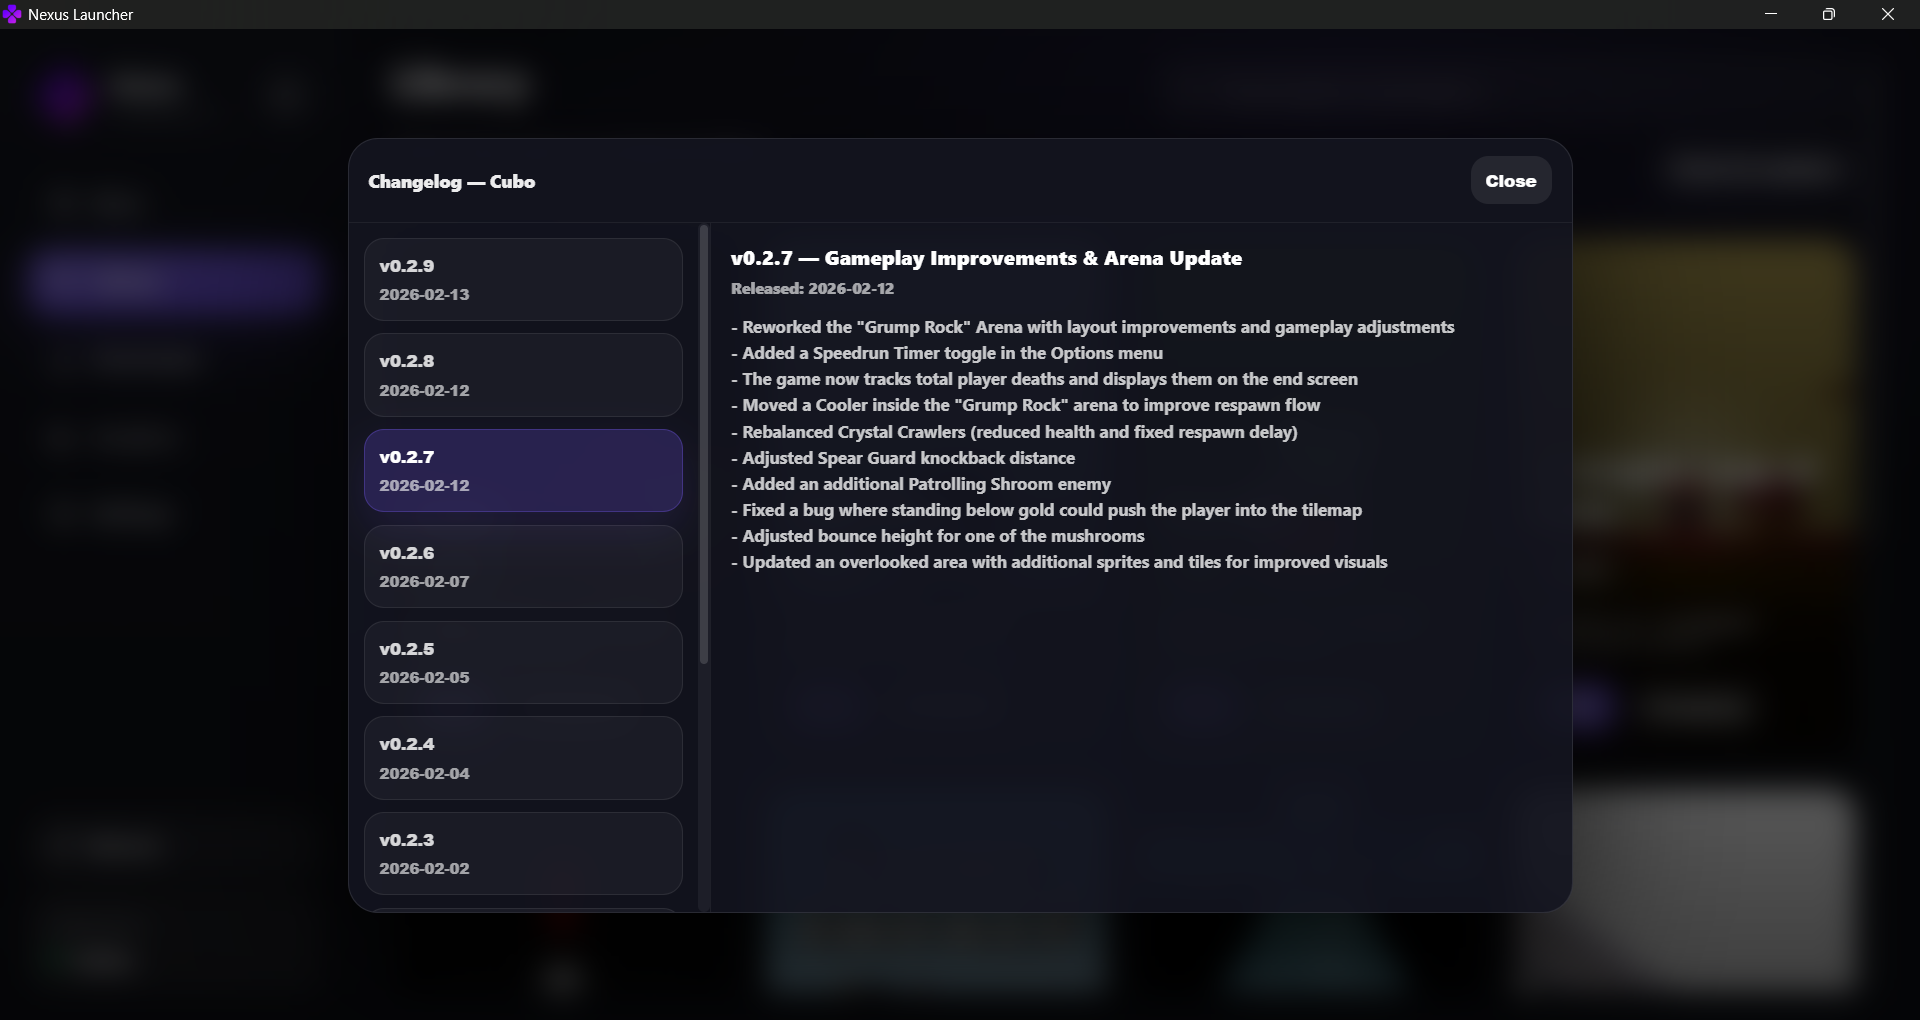 Nexus Launcher
Changelog — Cubo
Close
v0.2.9
2026-02-13
v0.2.8
2026-02-12
v0.2.7
2026-02-12
v0.2.6
2026-02-07
v0.2.5
2026-02-05
v0.2.4
2026-02-04
v0.2.3
2026-02-02
v0.2.7 — Gameplay Improvements & Arena Update
Released: 2026-02-12
- Reworked the "Grump Rock" Arena with layout improvements and gameplay adjustments
- Added a Speedrun Timer toggle in the Options menu
- The game now tracks total player deaths and displays them on the end screen
- Moved a Cooler inside the "Grump Rock" arena to improve respawn flow
- Rebalanced Crystal Crawlers (reduced health and fixed respawn delay)
- Adjusted Spear Guard knockback distance
- Added an additional Patrolling Shroom enemy
- Fixed a bug where standing below gold could push the player into the tilemap
- Adjusted bounce height for one of the mushrooms
- Updated an overlooked area with additional sprites and tiles for improved visuals